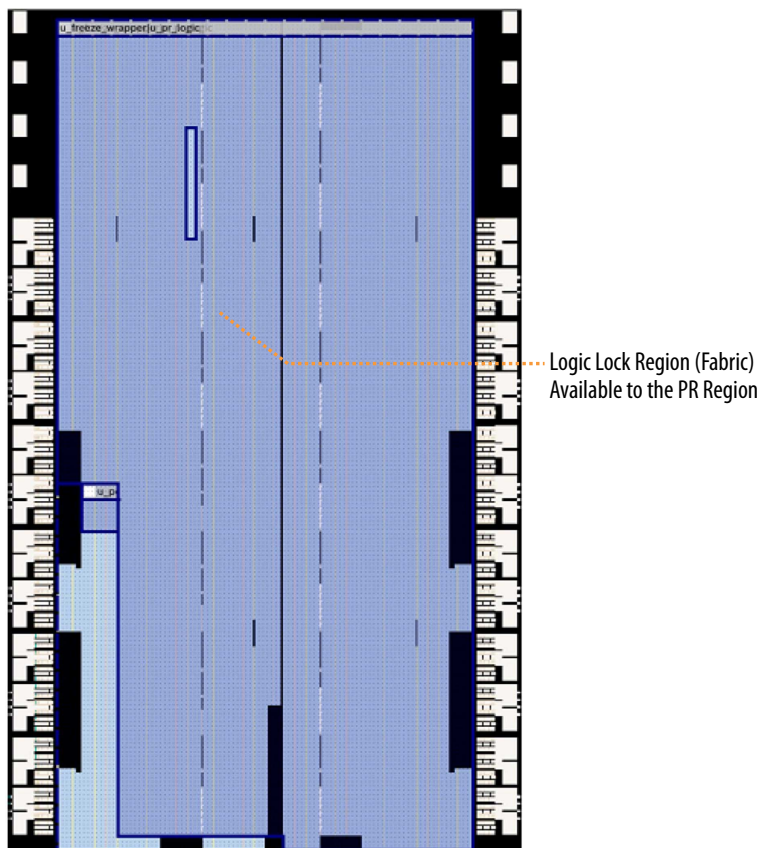 u_freeze_wrapper|u_pr_logic
Logic Lock Region (Fabric)
Available to the PR Region